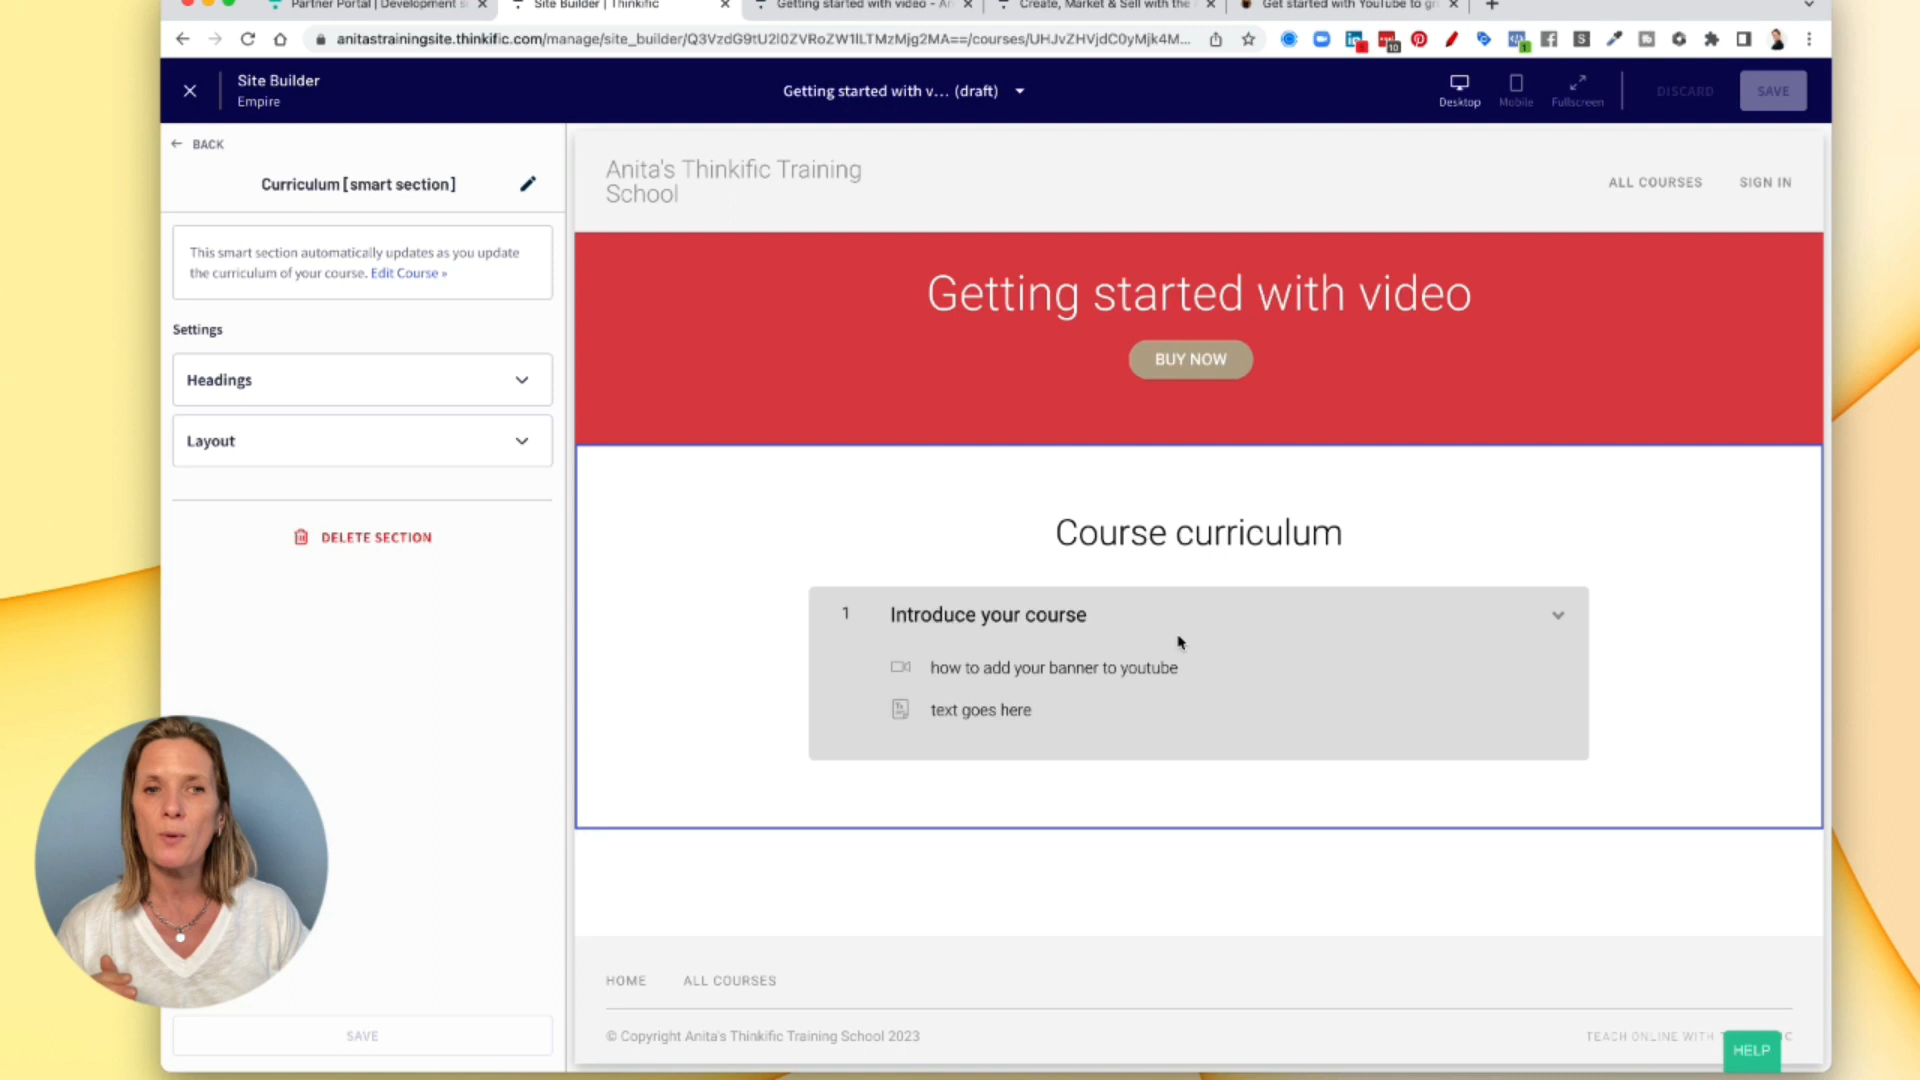 Partner Portal | Development s
Site Builder | Thinkific
Getting started with video - An
Create, Market & Sell with the
Get started with YouTube to gr
anitastrainingsite.thinkific.com/manage/site_builder/
Site Builder
Empire
Getting started with v... (draft)
Desktop
Mobile
Fullscreen
DISCARD
SAVE
BACK
Curriculum [smart section]
This smart section automatically updates as you update
the curriculum of your course. Edit Course »
Settings
Headings
Layout
DELETE SECTION
SAVE
Anita's Thinkific Training
School
ALL COURSES
SIGN IN
Getting started with video
BUY NOW
Course curriculum
1 Introduce your course
how to add your banner to youtube
text goes here
HOME
ALL COURSES
© Copyright Anita's Thinkific Training School 2023
TEACH ONLINE WITH
HELP